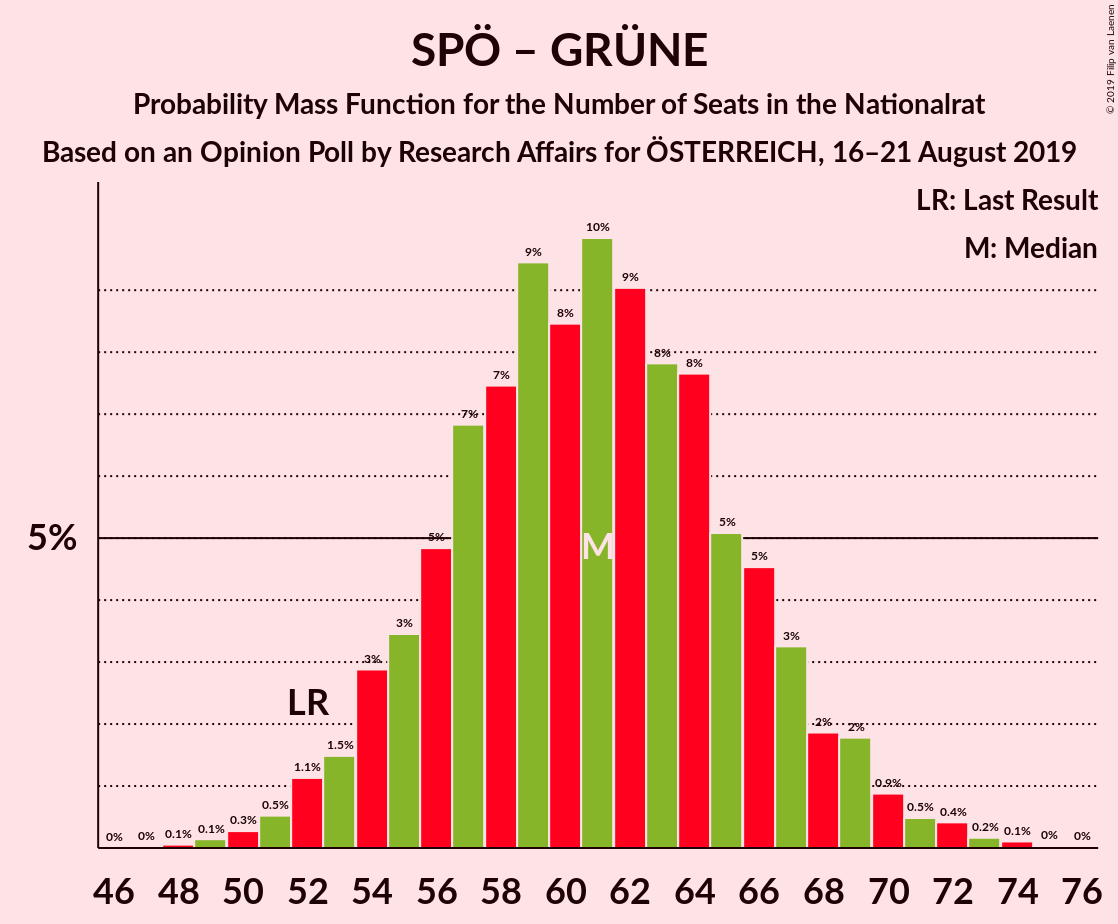 SPÖ – GRÜNE
Probability Mass Function for the Number of Seats in the Nationalrat
Based on an Opinion Poll by Research Affairs for ÖSTERREICH, 16–21 August 2019
© 2019 Filip van Laenen
LR: Last Result
M: Median
5%
0% 0% 0.1% 0.1% 0.3% 0.5% 1.1% 1.5% 3% 3% 5% 7% 7% 9% 8% 10% 9% 8% 8% 5% 5% 3% 2% 2% 0.9% 0.5% 0.4% 0.2% 0.1% 0% 0%
LR
M
46 48 50 52 54 56 58 60 62 64 66 68 70 72 74 76